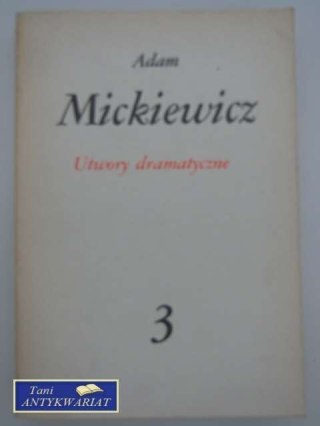 Adam
Mickiewicz
Utwory dramatyczne
3
Tani
ANTYKWARIAT